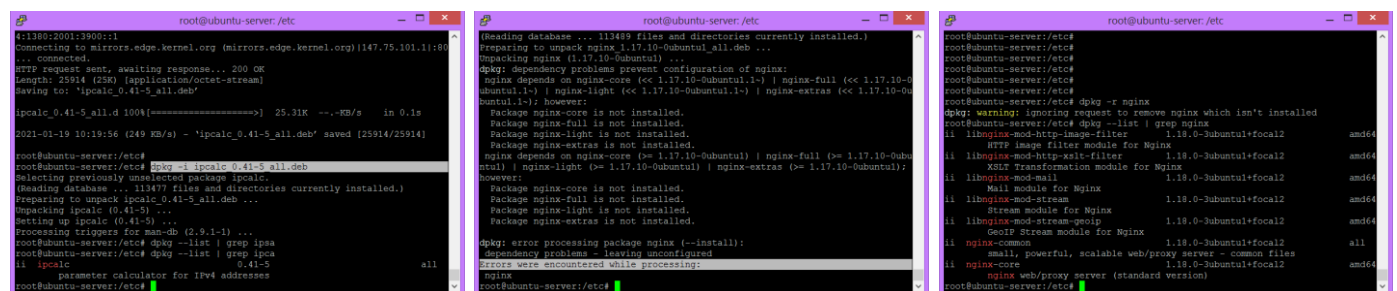 root@ubuntu-server: /etc
4:1380:2001:3900::1
Connecting to mirrors.edge.kernel.org (mirrors.edge.kernel.org)|147.75.101.1|:80
... connected.
HTTP request sent, awaiting response... 200 OK
Length: 25914 (25K) [application/octet-stream]
Saving to: ‘ipcalc_0.41-5_all.deb’
ipcalc_0.41-5_all.d 100%[===================>]  25.31K  --.-KB/s    in 0.1s
2021-01-19 10:19:56 (249 KB/s) - ‘ipcalc_0.41-5_all.deb’ saved [25914/25914]
root@ubuntu-server:/etc#
root@ubuntu-server:/etc# dpkg -i ipcalc_0.41-5_all.deb
Selecting previously unselected package ipcalc.
(Reading database ... 113477 files and directories currently installed.)
Preparing to unpack ipcalc_0.41-5_all.deb ...
Unpacking ipcalc (0.41-5) ...
Setting up ipcalc (0.41-5) ...
Processing triggers for man-db (2.9.1-1) ...
root@ubuntu-server:/etc# dpkg --list | grep ipsa
root@ubuntu-server:/etc# dpkg --list | grep ipca
ii  ipcalc                         0.41-5                            all
parameter calculator for IPv4 addresses
root@ubuntu-server:/etc#
root@ubuntu-server: /etc
(Reading database ... 113489 files and directories currently installed.)
Preparing to unpack nginx_1.17.10-0ubuntu1_all.deb ...
Unpacking nginx (1.17.10-0ubuntu1) ...
dpkg: dependency problems prevent configuration of nginx:
nginx depends on nginx-core (<< 1.17.10-0ubuntu1.1~) | nginx-full (<< 1.17.10-0
ubuntu1.1~) | nginx-light (<< 1.17.10-0ubuntu1.1~) | nginx-extras (<< 1.17.10-0u
buntu1.1~); however:
Package nginx-core is not installed.
Package nginx-full is not installed.
Package nginx-light is not installed.
Package nginx-extras is not installed.
nginx depends on nginx-core (>= 1.17.10-0ubuntu1) | nginx-full (>= 1.17.10-0ubu
ntu1) | nginx-light (>= 1.17.10-0ubuntu1) | nginx-extras (>= 1.17.10-0ubuntu1);
however:
Package nginx-core is not installed.
Package nginx-full is not installed.
Package nginx-light is not installed.
Package nginx-extras is not installed.
dpkg: error processing package nginx (--install):
dependency problems - leaving unconfigured
Errors were encountered while processing:
nginx
root@ubuntu-server:/etc#
root@ubuntu-server: /etc
root@ubuntu-server:/etc#
root@ubuntu-server:/etc#
root@ubuntu-server:/etc#
root@ubuntu-server:/etc#
root@ubuntu-server:/etc#
root@ubuntu-server:/etc#
root@ubuntu-server:/etc# dpkg -r nginx
dpkg: warning: ignoring request to remove nginx which isn't installed
root@ubuntu-server:/etc# dpkg --list | grep nginx
ii  libnginx-mod-http-image-filter       1.18.0-3ubuntu1+focal2            amd64
HTTP image filter module for Nginx
ii  libnginx-mod-http-xslt-filter        1.18.0-3ubuntu1+focal2            amd64
XSLT Transformation module for Nginx
ii  libnginx-mod-mail                    1.18.0-3ubuntu1+focal2            amd64
Mail module for Nginx
ii  libnginx-mod-stream                  1.18.0-3ubuntu1+focal2            amd64
Stream module for Nginx
ii  libnginx-mod-stream-geoip            1.18.0-3ubuntu1+focal2            amd64
GeoIP Stream module for Nginx
ii  nginx-common                         1.18.0-3ubuntu1+focal2            all
small, powerful, scalable web/proxy server - common files
ii  nginx-core                           1.18.0-3ubuntu1+focal2            amd64
nginx web/proxy server (standard version)
root@ubuntu-server:/etc#